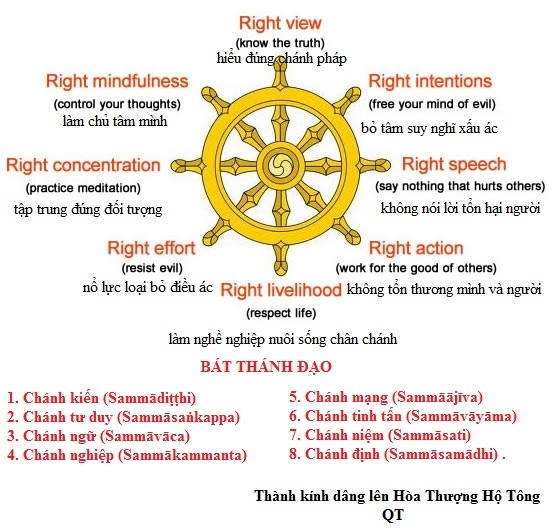 Right view
(know the truth)
hiểu đúng chánh pháp
Right mindfulness
(control your thoughts)
làm chủ tâm mình
Right intentions
(free your mind of evil)
bỏ tâm suy nghĩ xấu ác
Right concentration
(practice meditation)
tập trung đúng đối tượng
Right speech
(say nothing that hurts others)
không nói lời tổn hại người
Right effort
(resist evil)
nổ lực loại bỏ điều ác
Right action
(work for the good of others)
không tổn thương mình và người
Right livelihood
(respect life)
làm nghề nghiệp nuôi sống chân chánh
BÁT THÁNH ĐẠO
1. Chánh kiến (Sammādiṭṭhi)
2. Chánh tư duy (Sammāsaṅkappa)
3. Chánh ngữ (Sammāvāca)
4. Chánh nghiệp (Sammākammanta)
5. Chánh mạng (Sammāājīva)
6. Chánh tinh tấn (Sammāvāyāma)
7. Chánh niệm (Sammāsati)
8. Chánh định (Sammāsamādhi) .
Thành kính dâng lên Hòa Thượng Hộ Tông
QT